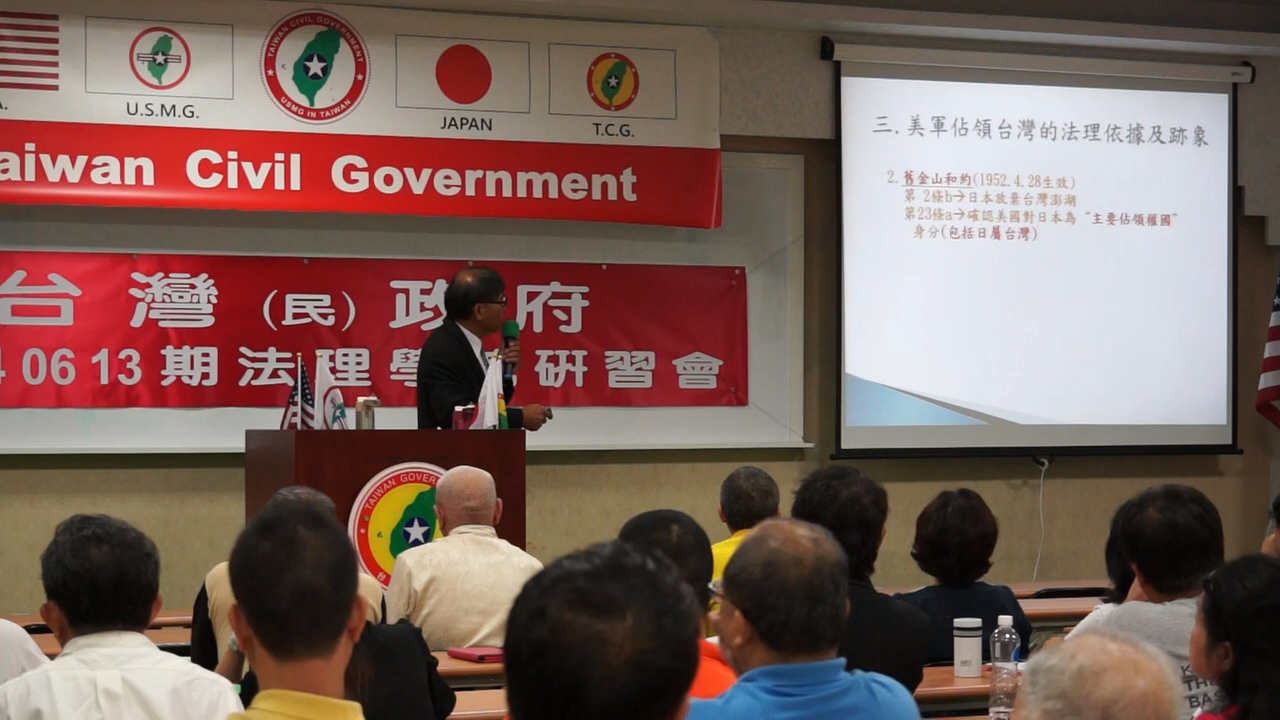 U.S.M.G.
TAIWAN CIVIL GOVERNMENT
USMG IN TAIWAN
JAPAN
T.C.G.
aiwan Civil Government
台灣(民)政府
06 13期法理學 研習會
三.美軍佔領台灣的法理依據及跡象
2.舊金山和約(1952.4.28生效)
第 2條b→日本放棄台灣澎湖
第23條a→確認美國對日本為“主要佔領權國”
身分(包括日屬台灣)
TAIWAN GOVER
THE
BAS